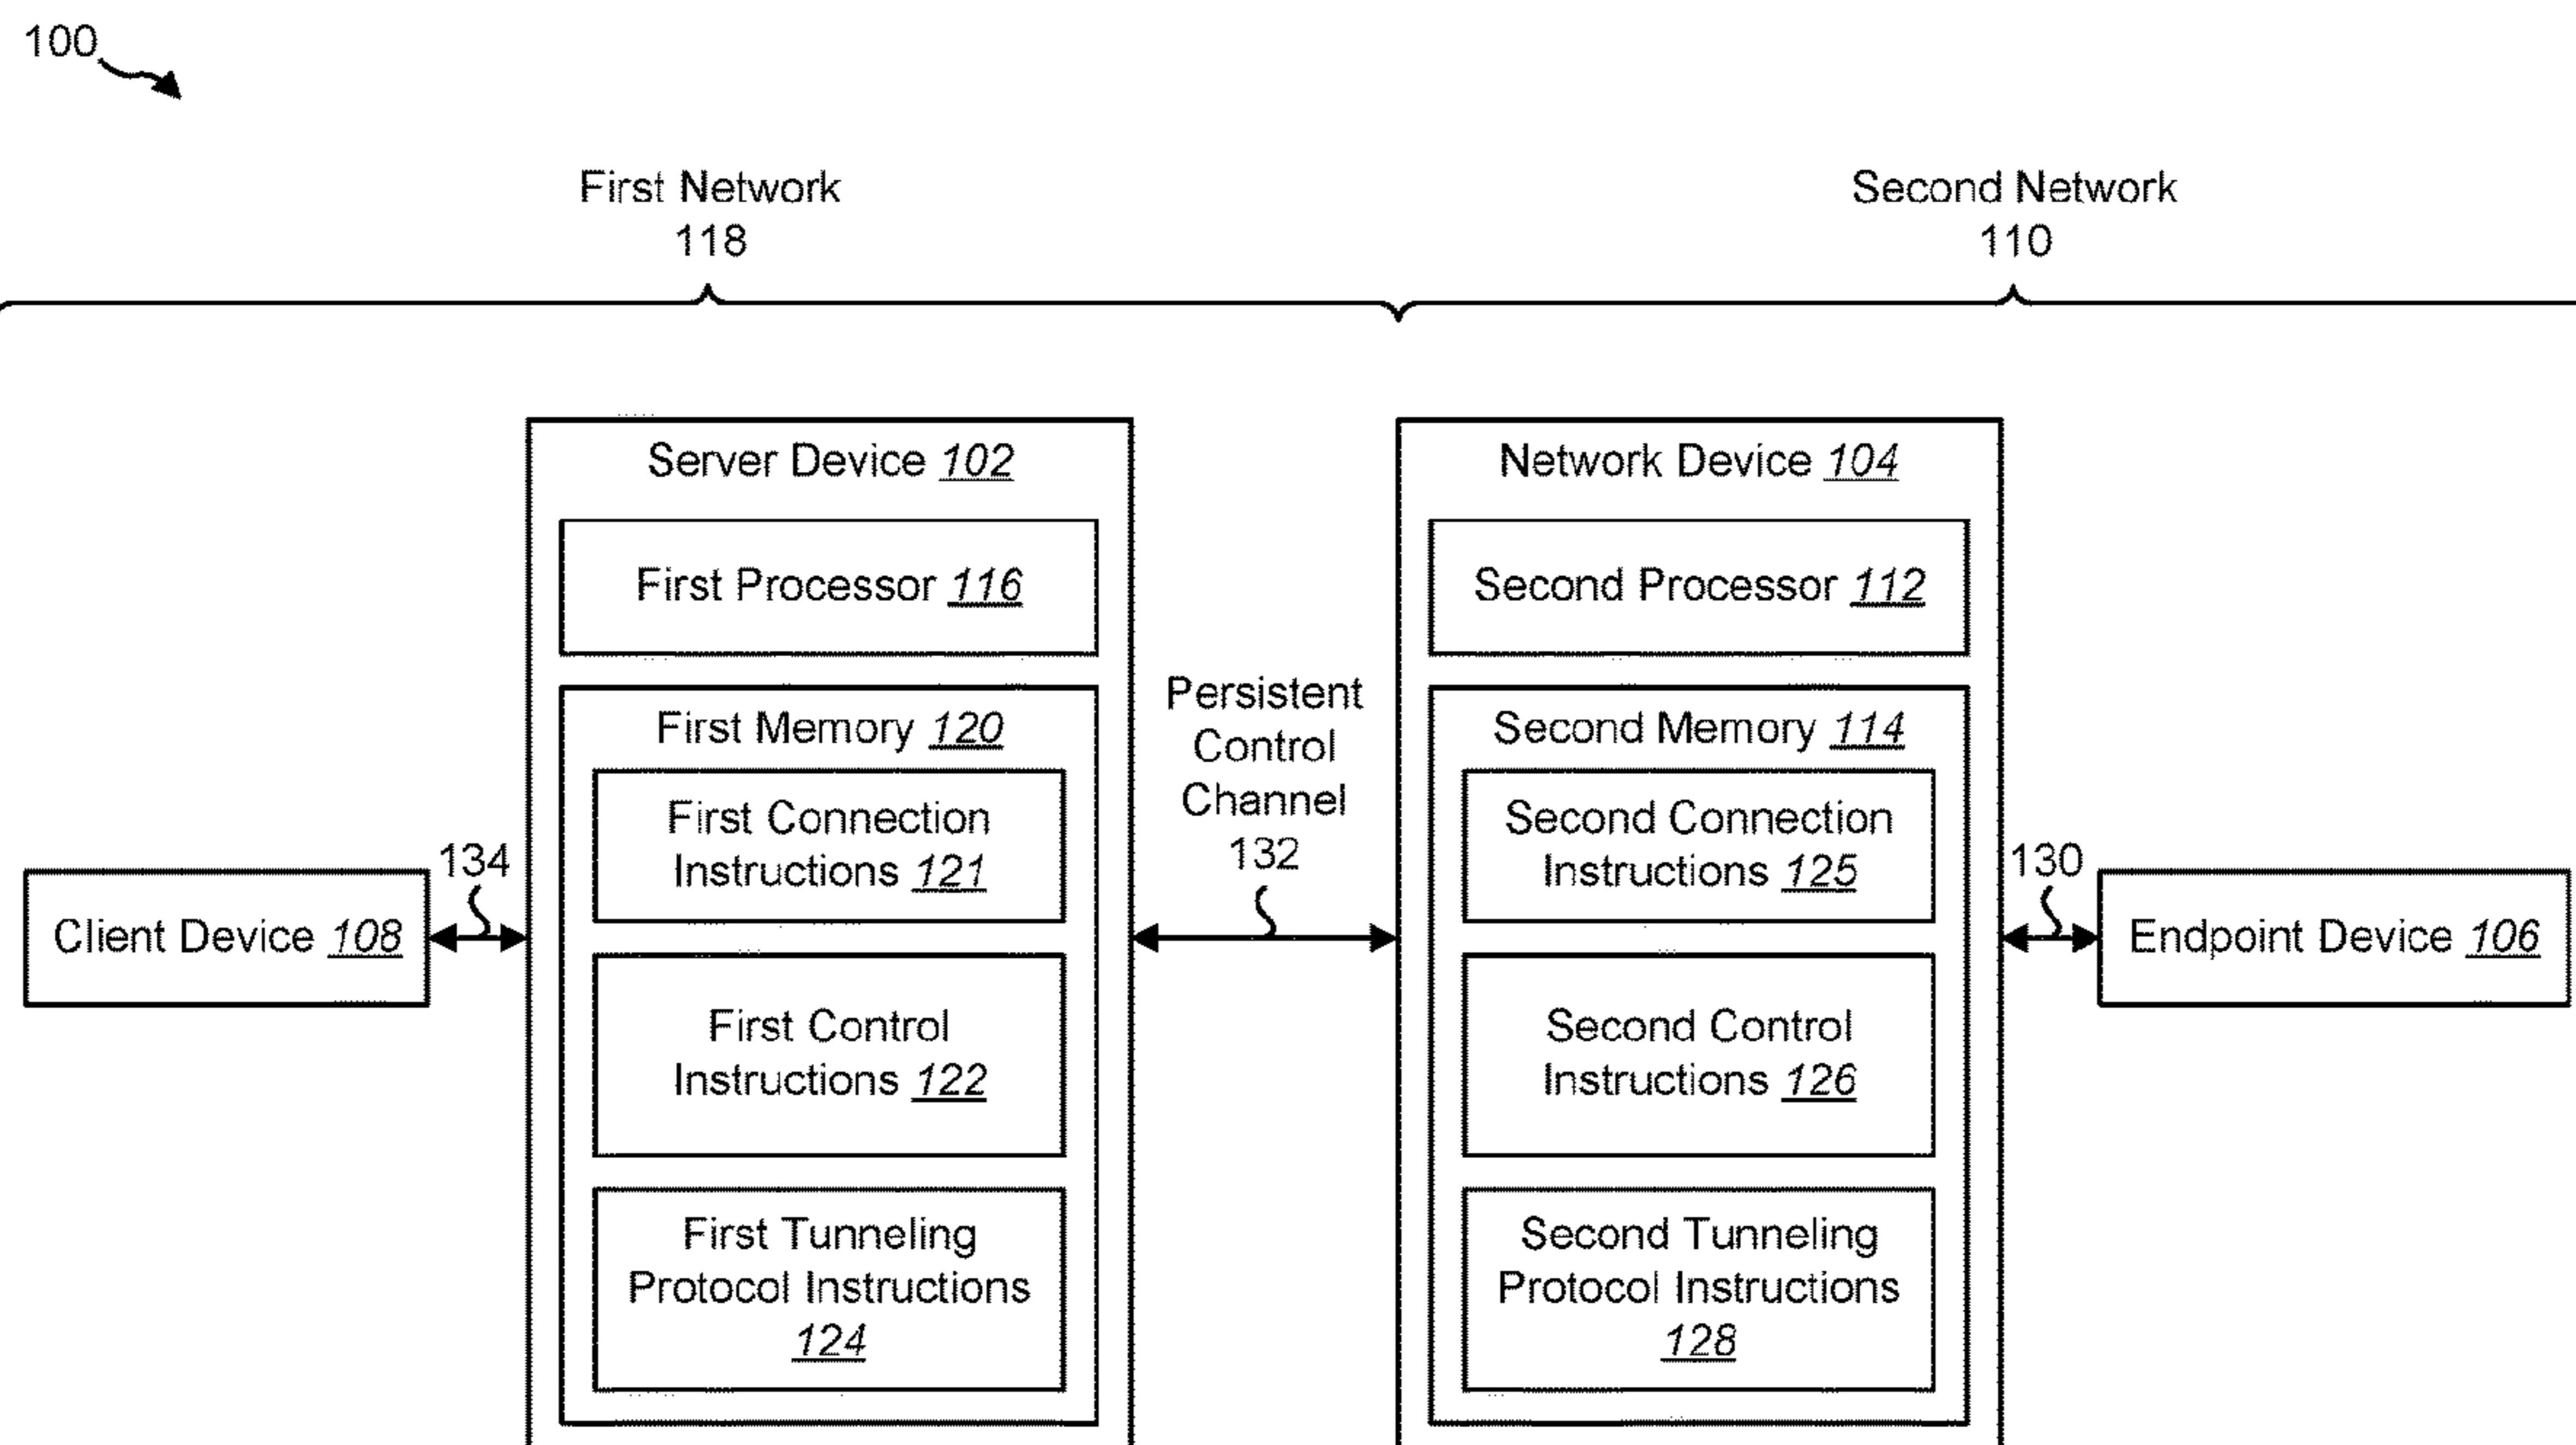 100
First Network
118
Second Network
110
Server Device 102
First Processor 116
First Memory 120
First Connection
Instructions 121
First Control
Instructions 122
First Tunneling
Protocol Instructions
124
Client Device 108
134
Persistent
Control
Channel
132
Network Device 104
Second Processor 112
Second Memory 114
Second Connection
Instructions 125
Second Control
Instructions 126
Second Tunneling
Protocol Instructions
128
130
Endpoint Device 106